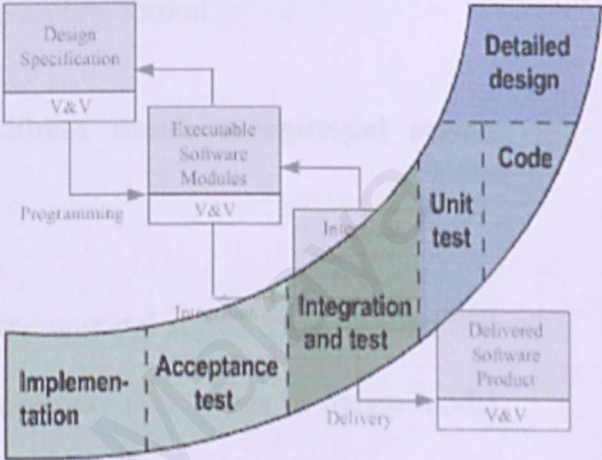 Design
Specification
V&V
Detailed
design
Executable
Software
Modules
V&V
Code
Programming
Unit
test
Integration
and test
Delivered
Software
Product
V&V
Acceptance
test
Implemen-
tation
Delivery
Malaya